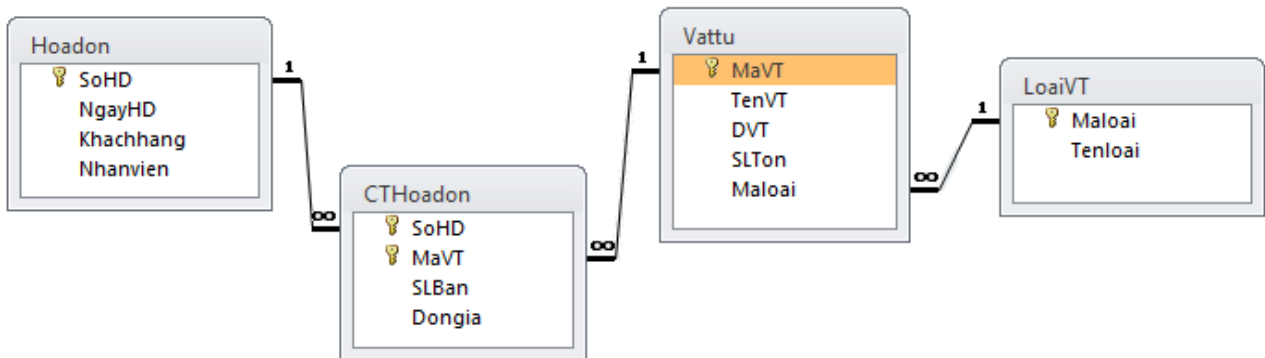 Hoadon
SoHD
NgayHD
Khachhang
Nhanvien
1
∞
CTHoadon
SoHD
MaVT
SLBan
Dongia
∞
1
Vattu
MaVT
TenVT
DVT
SLTon
Maloai
∞
1
LoaiVT
Maloai
Tenloai